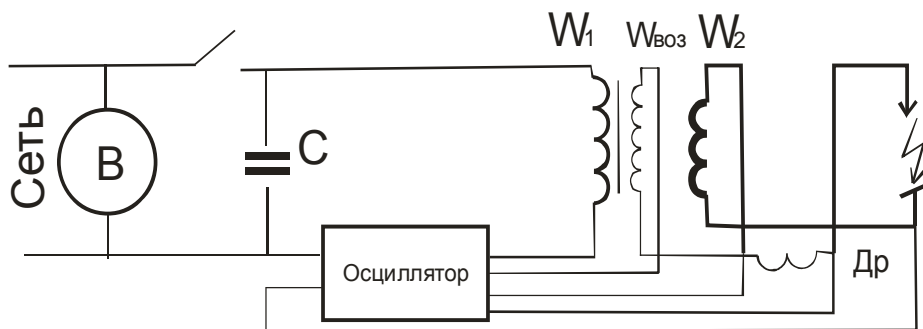 W1
Wвоз
W2
Сеть
В
С
Осциллятор
Др